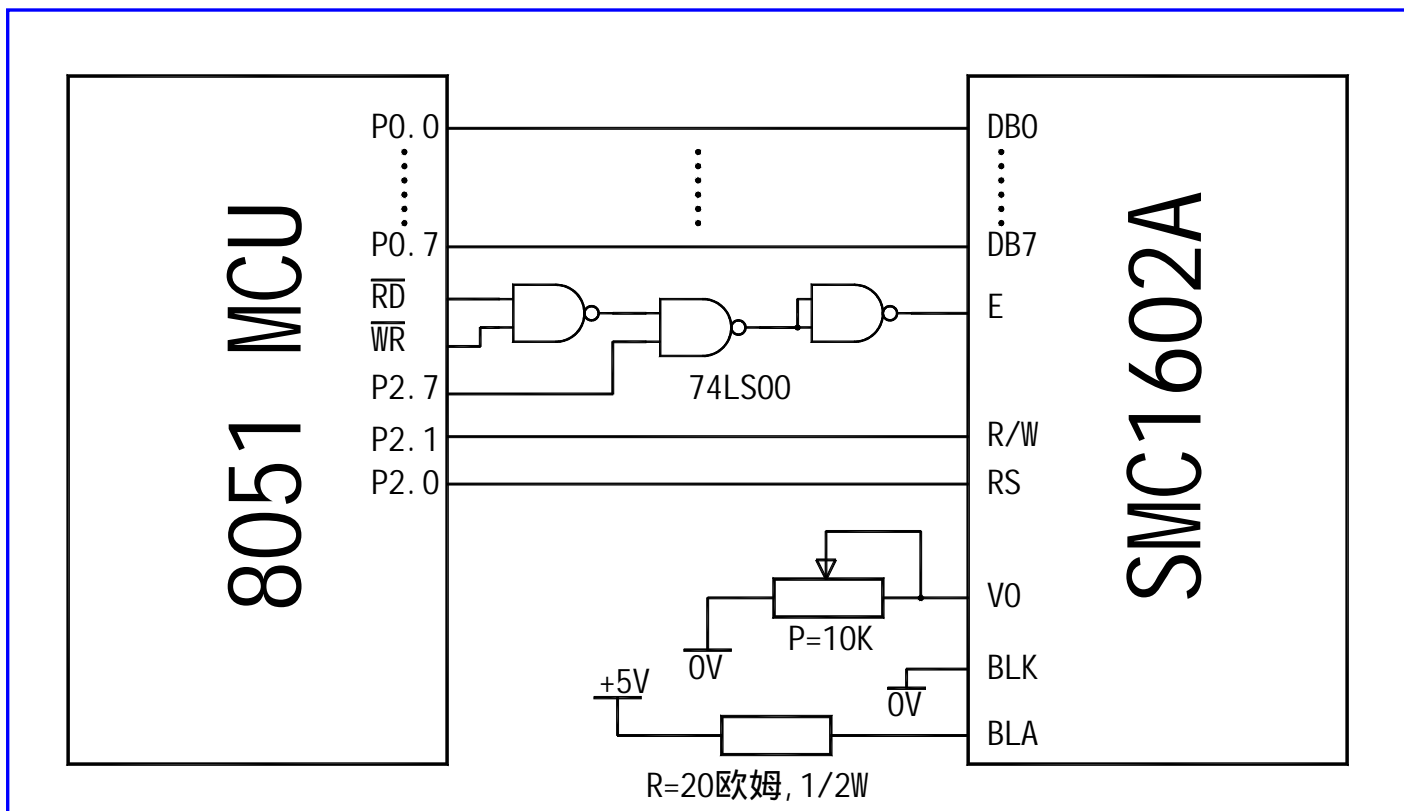 8051 MCU
P0.0
P0.7
RD
WR
P2.7
P2.1
P2.0
74LS00
SMC1602A
DB0
DB7
E
R/W
RS
V0
BLK
BLA
P=10K
0V
0V
+5V
R=20欧姆,1/2W